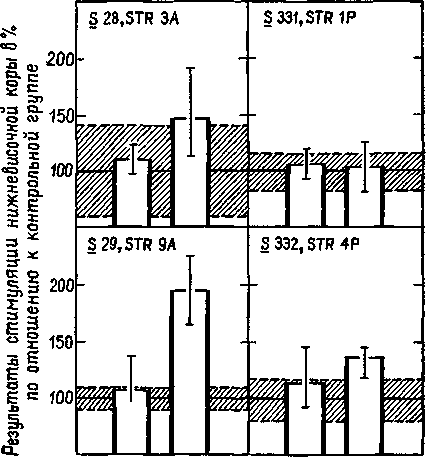 Результаты стимуляции нижневисочной коры в %
по отношению к контрольной группе
S 28, STR 3A
S 331, STR 1P
200
150
100
S 29, STR 9A
S 332, STR 4P
200
150
100